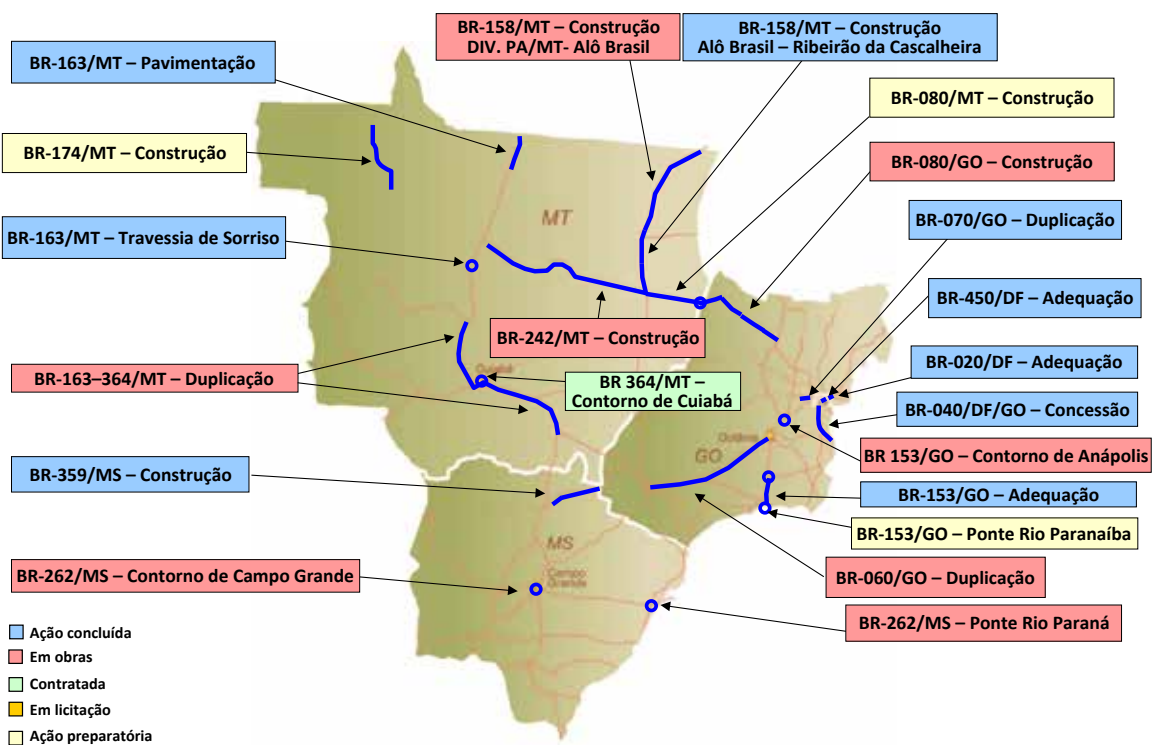 BR-158/MT – Construção
DIV. PA/MT- Alô Brasil
BR-158/MT – Construção
Alô Brasil – Ribeirão da Cascalheira
BR-163/MT – Pavimentação
BR-080/MT – Construção
BR-174/MT – Construção
BR-080/GO – Construção
BR-070/GO – Duplicação
MT
BR-163/MT – Travessia de Sorriso
BR-450/DF – Adequação
BR-242/MT – Construção
BR-020/DF – Adequação
BR-163–364/MT – Duplicação
Cuiabá
BR 364/MT –
Contorno de Cuiabá
BR-040/DF/GO – Concessão
Goiânia
GO
BR 153/GO – Contorno de Anápolis
BR-359/MS – Construção
BR-153/GO – Adequação
BR-153/GO – Ponte Rio Paranaíba
MS
BR-262/MS – Contorno de Campo Grande
Campo
Grande
BR-060/GO – Duplicação
BR-262/MS – Ponte Rio Paraná
Ação concluída
Em obras
Contratada
Em licitação
Ação preparatória